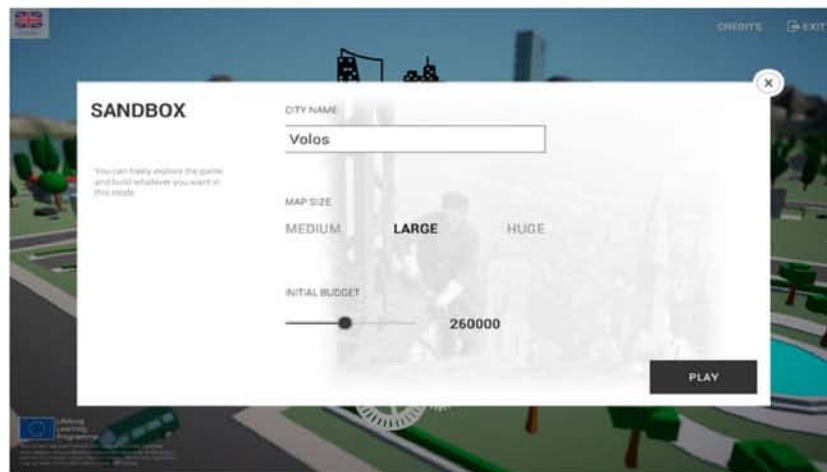 CREDITS
EXIT
SANDBOX
You can freely explore the game
and build whatever you want in
this mode.
CITY NAME
Volos
MAP SIZE
MEDIUM LARGE HUGE
INITIAL BUDGET
260000
PLAY
Lifelong
Learning
Programme